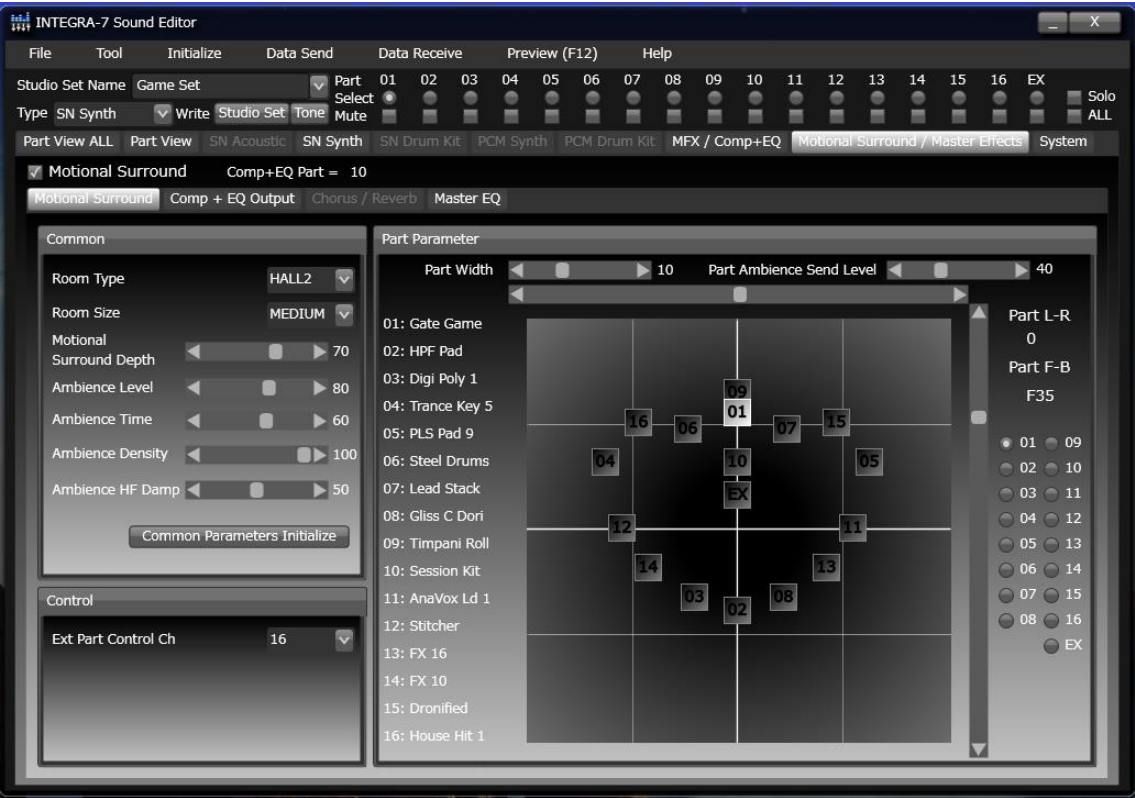 INTEGRA-7 Sound Editor
_ X
File Tool Initialize Data Send Data Receive Preview (F12) Help
Studio Set Name Game Set Part Select 01 02 03 04 05 06 07 08 09 10 11 12 13 14 15 16 EX Solo
Type SN Synth Write Studio Set Tone Mute ALL
Part View ALL Part View SN Acoustic SN Synth SN Drum Kit PCM Synth PCM Drum Kit MFX / Comp+EQ Motional Surround / Master Effects System
Motional Surround Comp+EQ Part = 10
Motional Surround Comp + EQ Output Chorus / Reverb Master EQ
Common
Room Type HALL2
Room Size MEDIUM
Motional
Surround Depth 70
Ambience Level 80
Ambience Time 60
Ambience Density 100
Ambience HF Damp 50
Common Parameters Initialize
Control
Ext Part Control Ch 16
Part Parameter
Part Width 10 Part Ambience Send Level 40
01: Gate Game
02: HPF Pad
03: Digi Poly 1
04: Trance Key 5
05: PLS Pad 9
06: Steel Drums
07: Lead Stack
08: Gliss C Dori
09: Timpani Roll
10: Session Kit
11: AnaVox Ld 1
12: Stitcher
13: FX 16
14: FX 10
15: Dronified
16: House Hit 1
09
01
16 06 07 15
04 10 05
EX
12 11
14 13
03 02 08
Part L-R
0
Part F-B
F35
01 09
02 10
03 11
04 12
05 13
06 14
07 15
08 16
EX